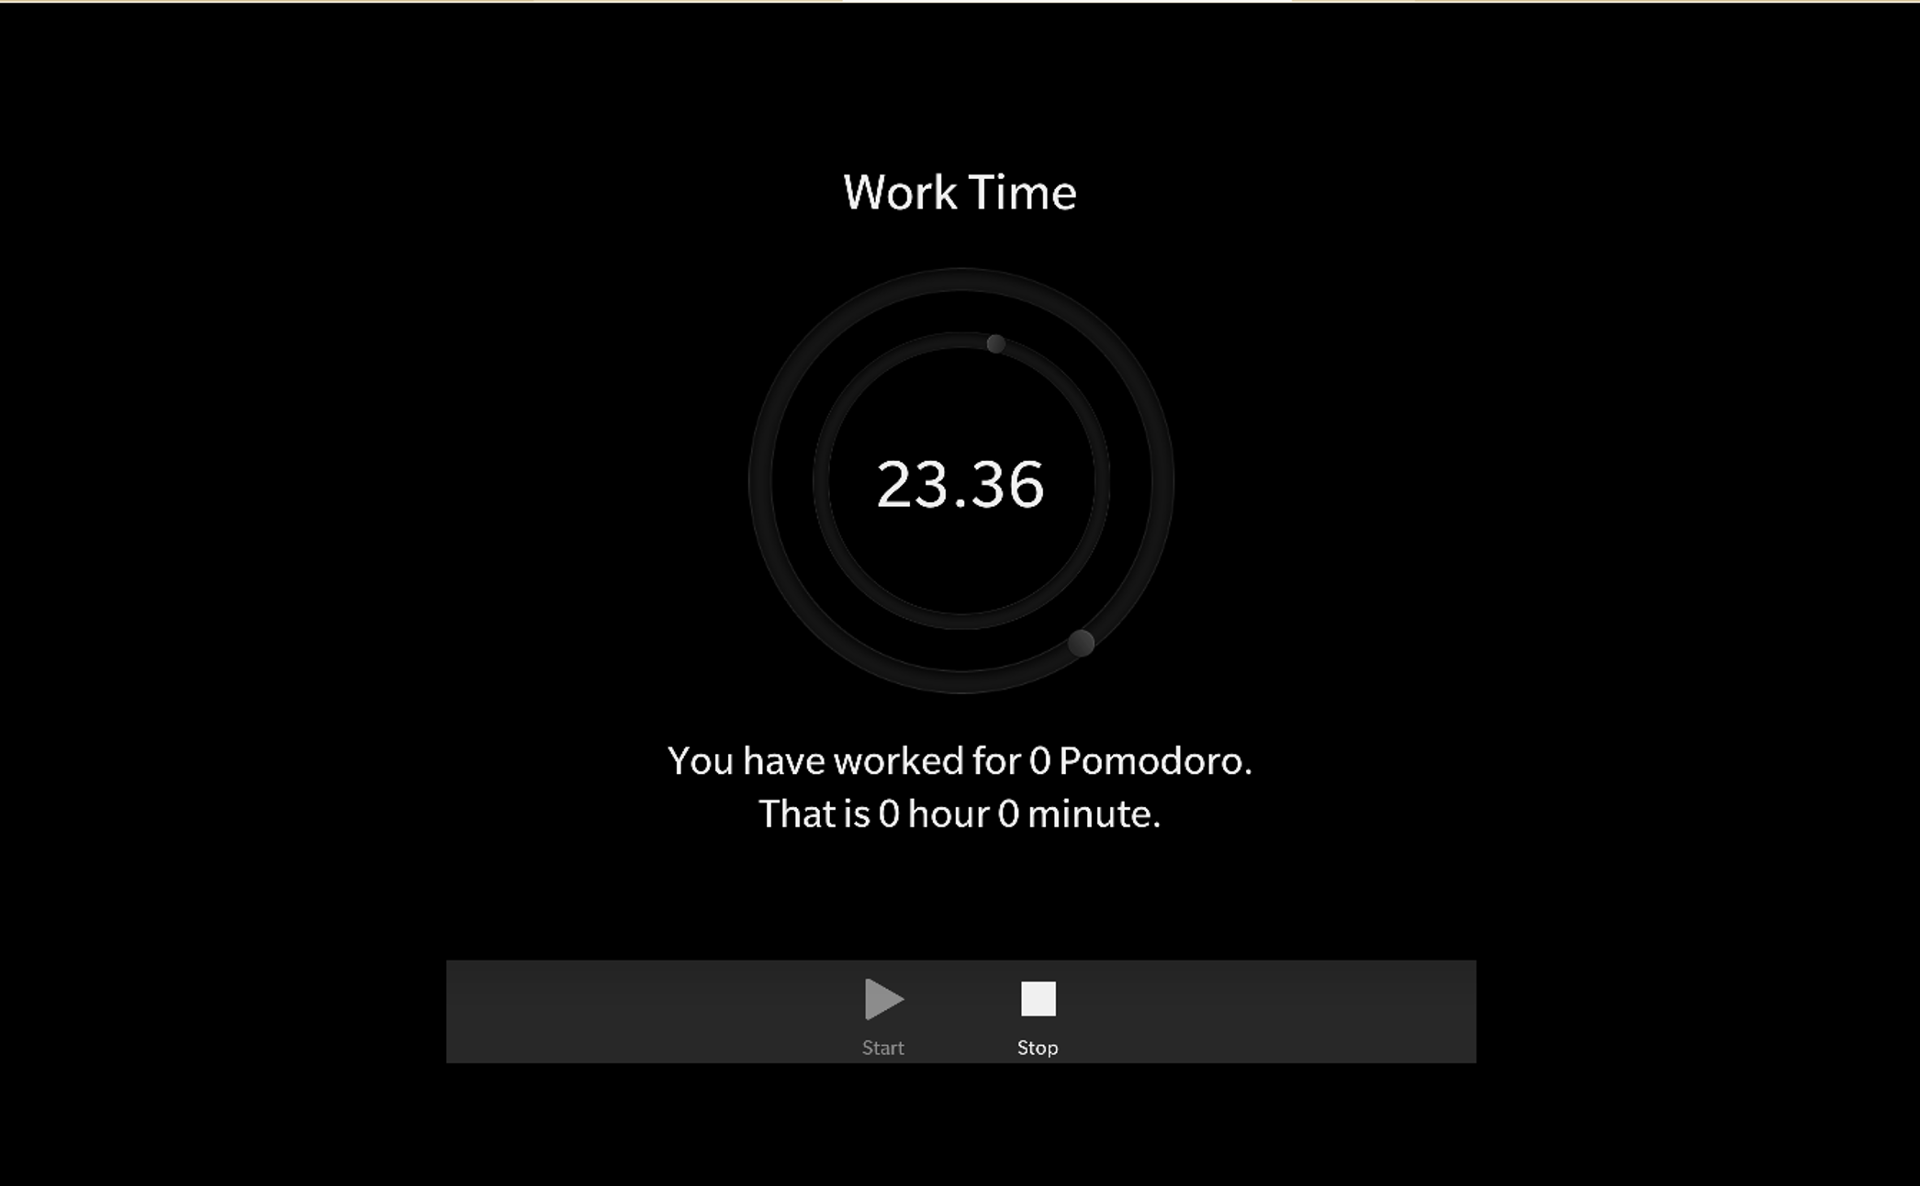 Work Time
23.36
You have worked for 0 Pomodoro.
That is 0 hour 0 minute.
Start
Stop